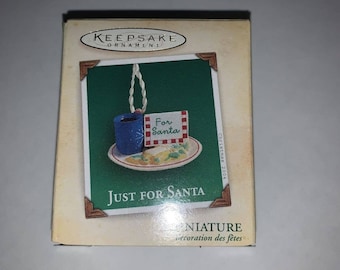 KEEPSAKE
ORNAMENT
For
Santa
JUST FOR SANTA
MINIATURE
Décoration des fêtes